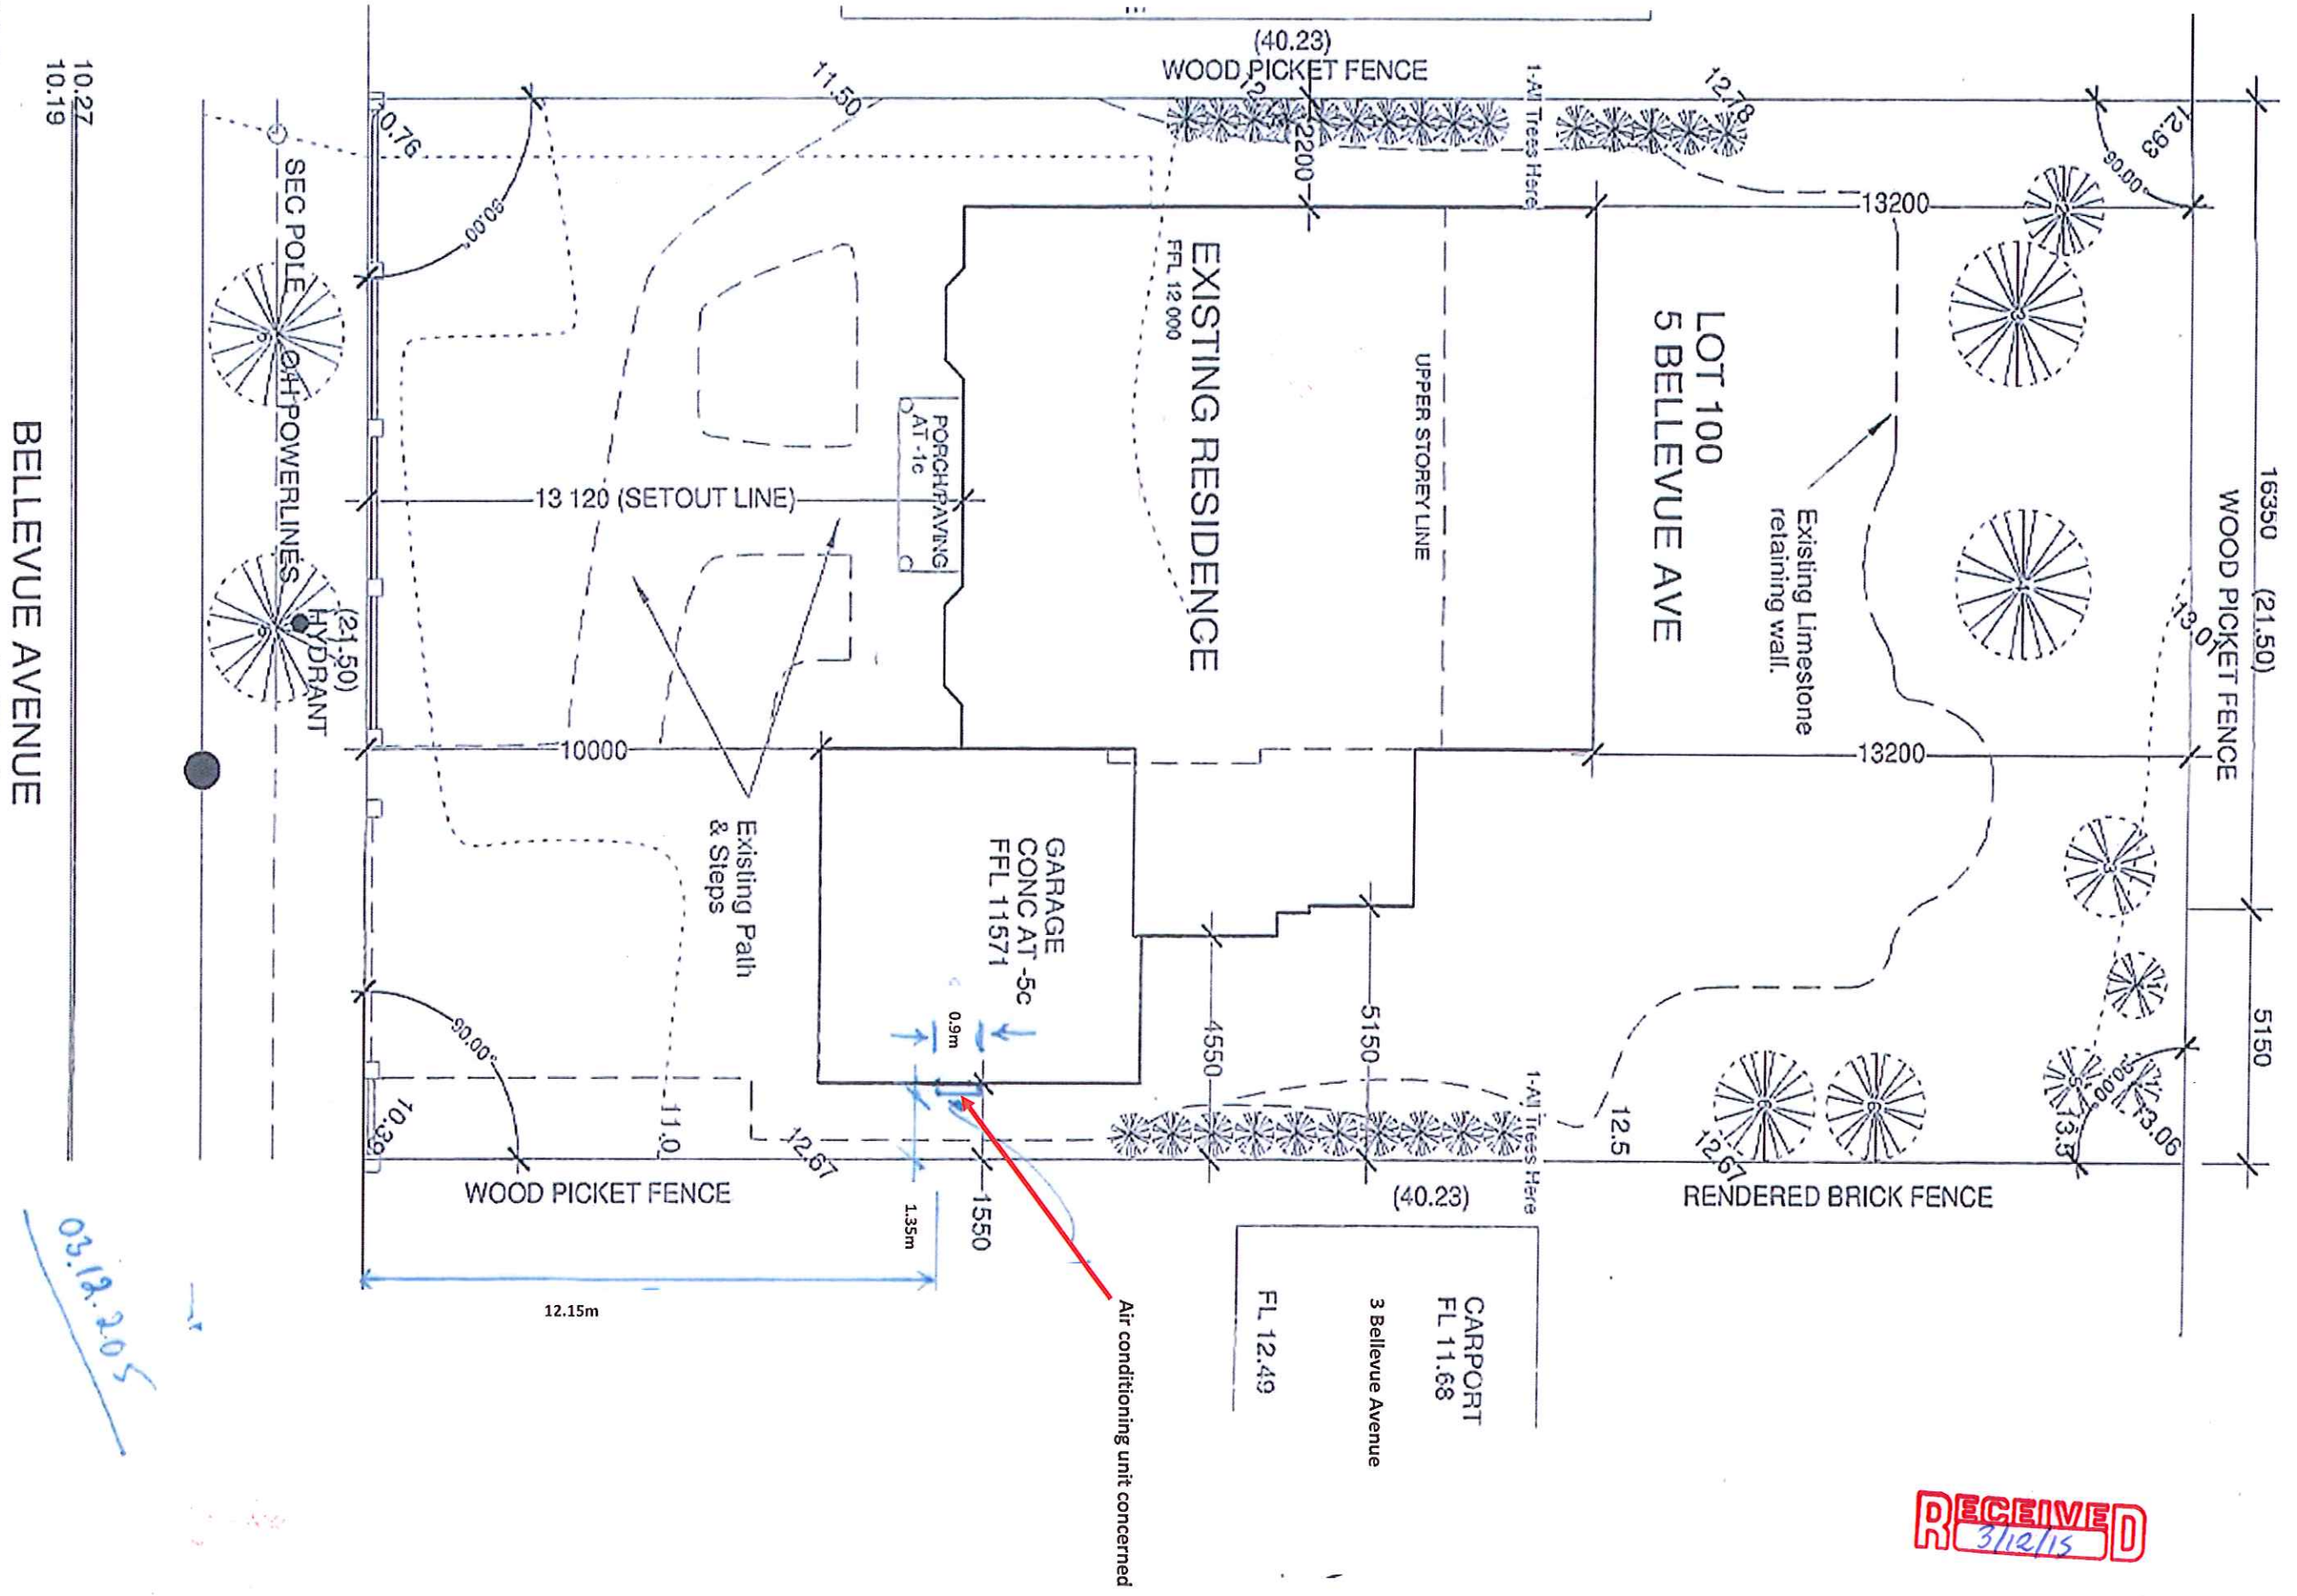 (40.23)
WOOD PICKET FENCE
10.27
10.19
11.50
1-All Trees Here
12.78
12.93
90.00°
10.76
90.00°
2200
13200
SEC POLE
O/H POWERLINES
HYDRANT
(21.50)
BELLEVUE AVENUE
EXISTING RESIDENCE
FFL 12 000
UPPER STOREY LINE
LOT 100
5 BELLEVUE AVE
Existing Limestone
retaining wall.
16350
(21.50)
WOOD PICKET FENCE
13.01
5150
PORCH/PAVING
AT -1c
13 120 (SETOUT LINE)
10000
13200
Existing Path
& Steps
GARAGE
CONC AT -5c
FFL 11571
0.9m
4550
5150
90.00°
10.39
11.0
12.67
1-All Trees Here
12.5
12.67
90.00°
13.06
13.5
WOOD PICKET FENCE
1.35m
1550
(40.23)
RENDERED BRICK FENCE
12.15m
CARPORT
FL 11.68
3 Bellevue Avenue
FL 12.49
Air conditioning unit concerned
03.12.205
RECEIVED
3/12/15